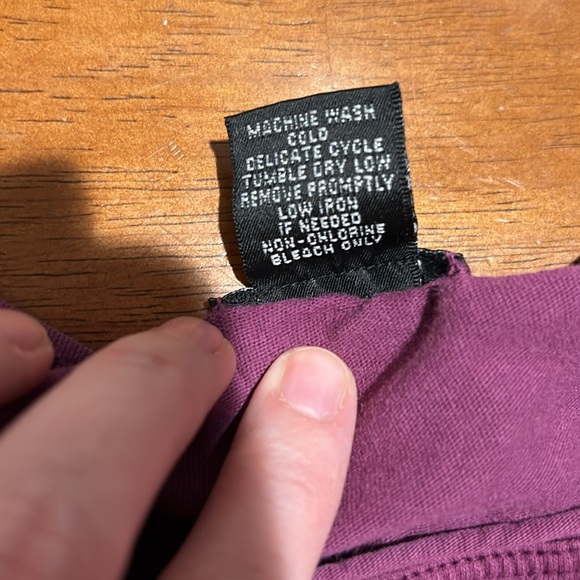 MACHINE WASH
COLD
DELICATE CYCLE
TUMBLE DRY LOW
REMOVE PROMPTLY
LOW IRON
IF NEEDED
NON-CHLORINE
BLEACH ONLY